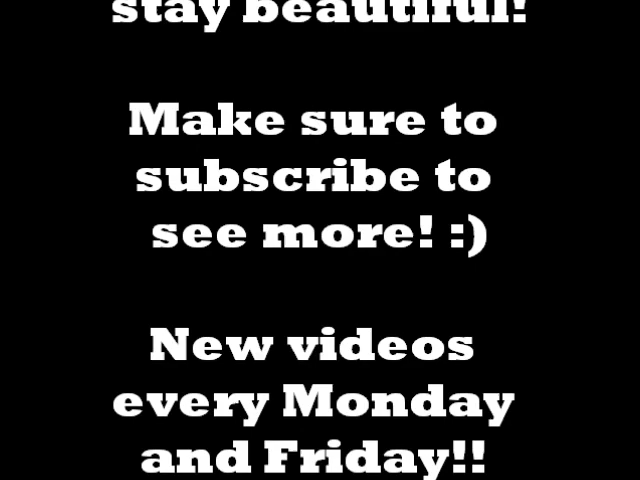 stay beautiful!
Make sure to
subscribe to
see more! :)
New videos
every Monday
and Friday!!